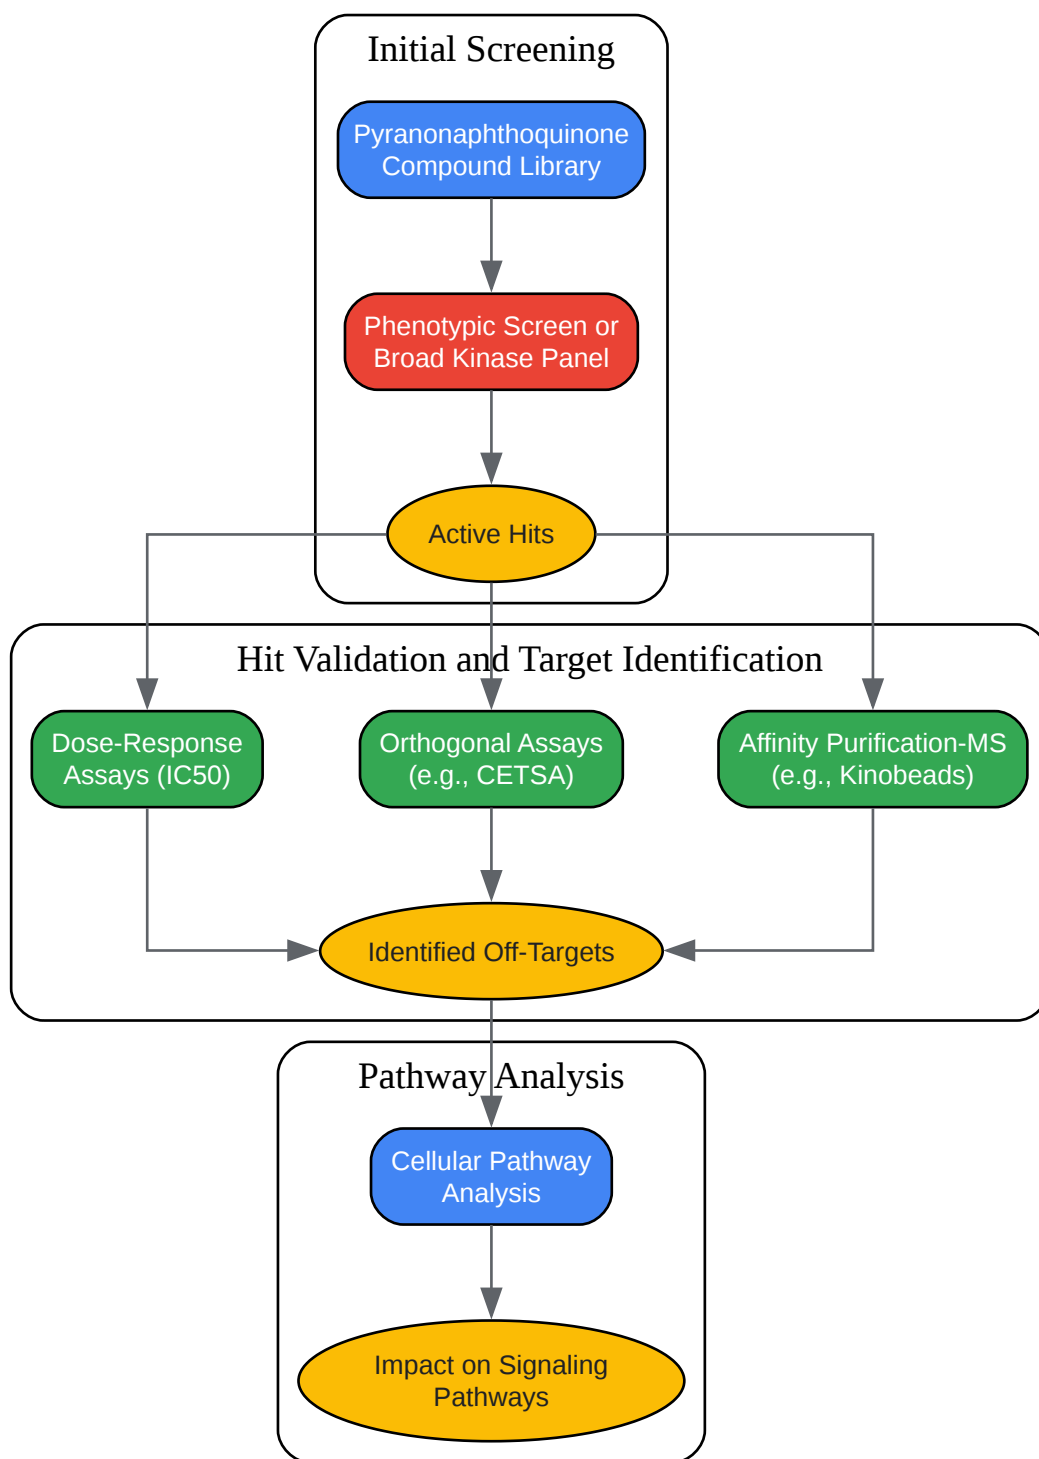 Initial Screening
Pyranonaphthoquinone
Compound Library
Phenotypic Screen or
Broad Kinase Panel
Active Hits
Hit Validation and Target Identification
Dose-Response
Assays (IC50)
Orthogonal Assays
(e.g., CETSA)
Affinity Purification-MS
(e.g., Kinobeads)
Identified Off-Targets
Pathway Analysis
Cellular Pathway
Analysis
Impact on Signaling
Pathways